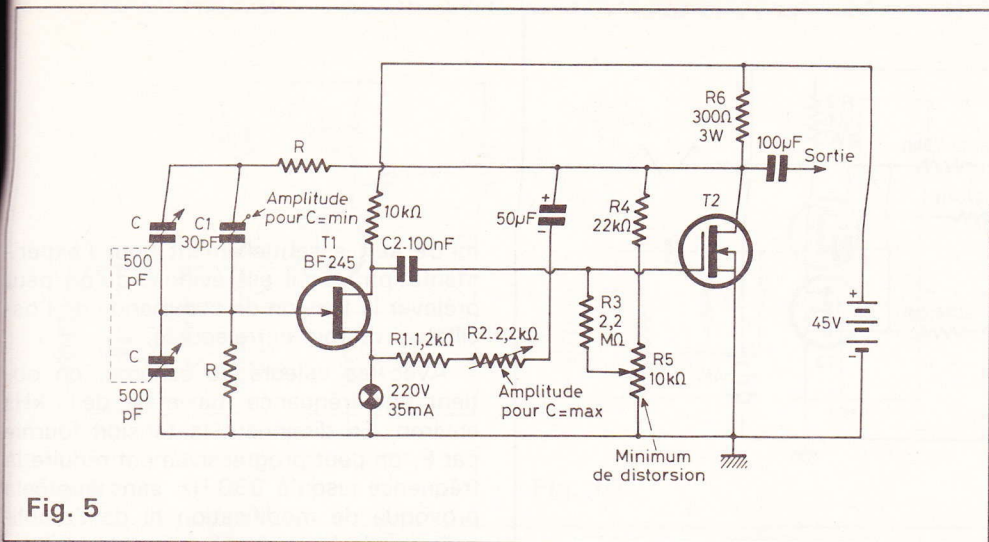 R6
300Ω
3W
100µF
Sortie
R
Amplitude
pour C=min
C
C1
30pF
500
pF
T1
BF245
10kΩ
C2.100nF
50µF
+
-
R4
22kΩ
T2
R3
2,2
MΩ
R5
10kΩ
+
45V
-
C
500
pF
R
R1.1,2kΩ
R2.2,2kΩ
220V
35mA
Amplitude
pour C=max
Minimum
de distorsion
Fig. 5